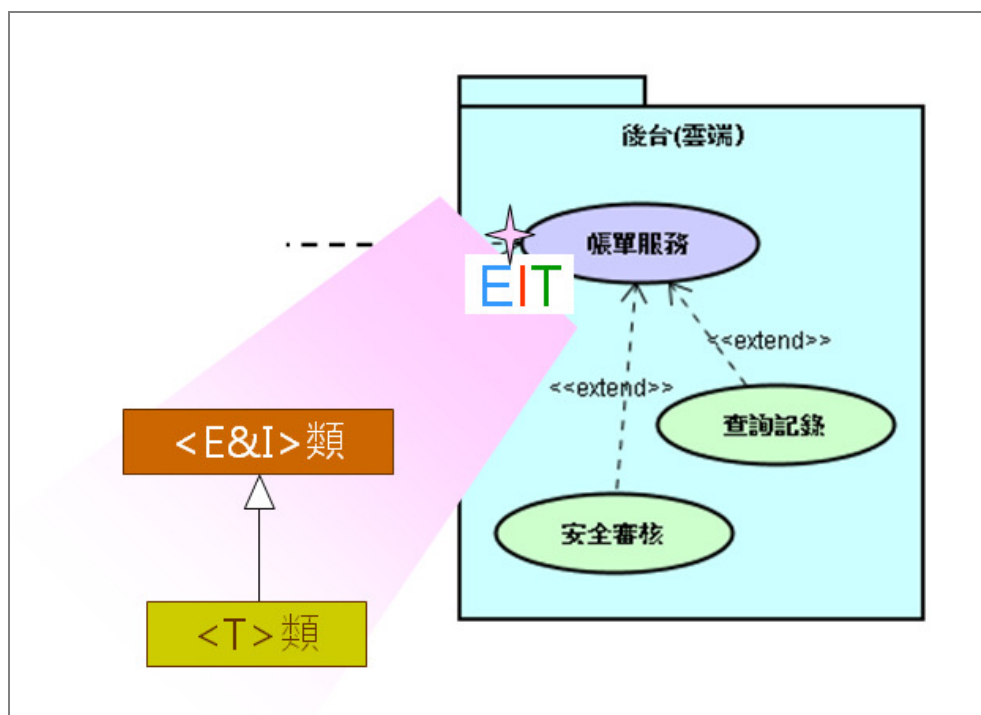 後台(雲端)
帳單服務
EIT
<<extend>>
<<extend>>
查詢記錄
安全審核
<E&I>類
<T>類